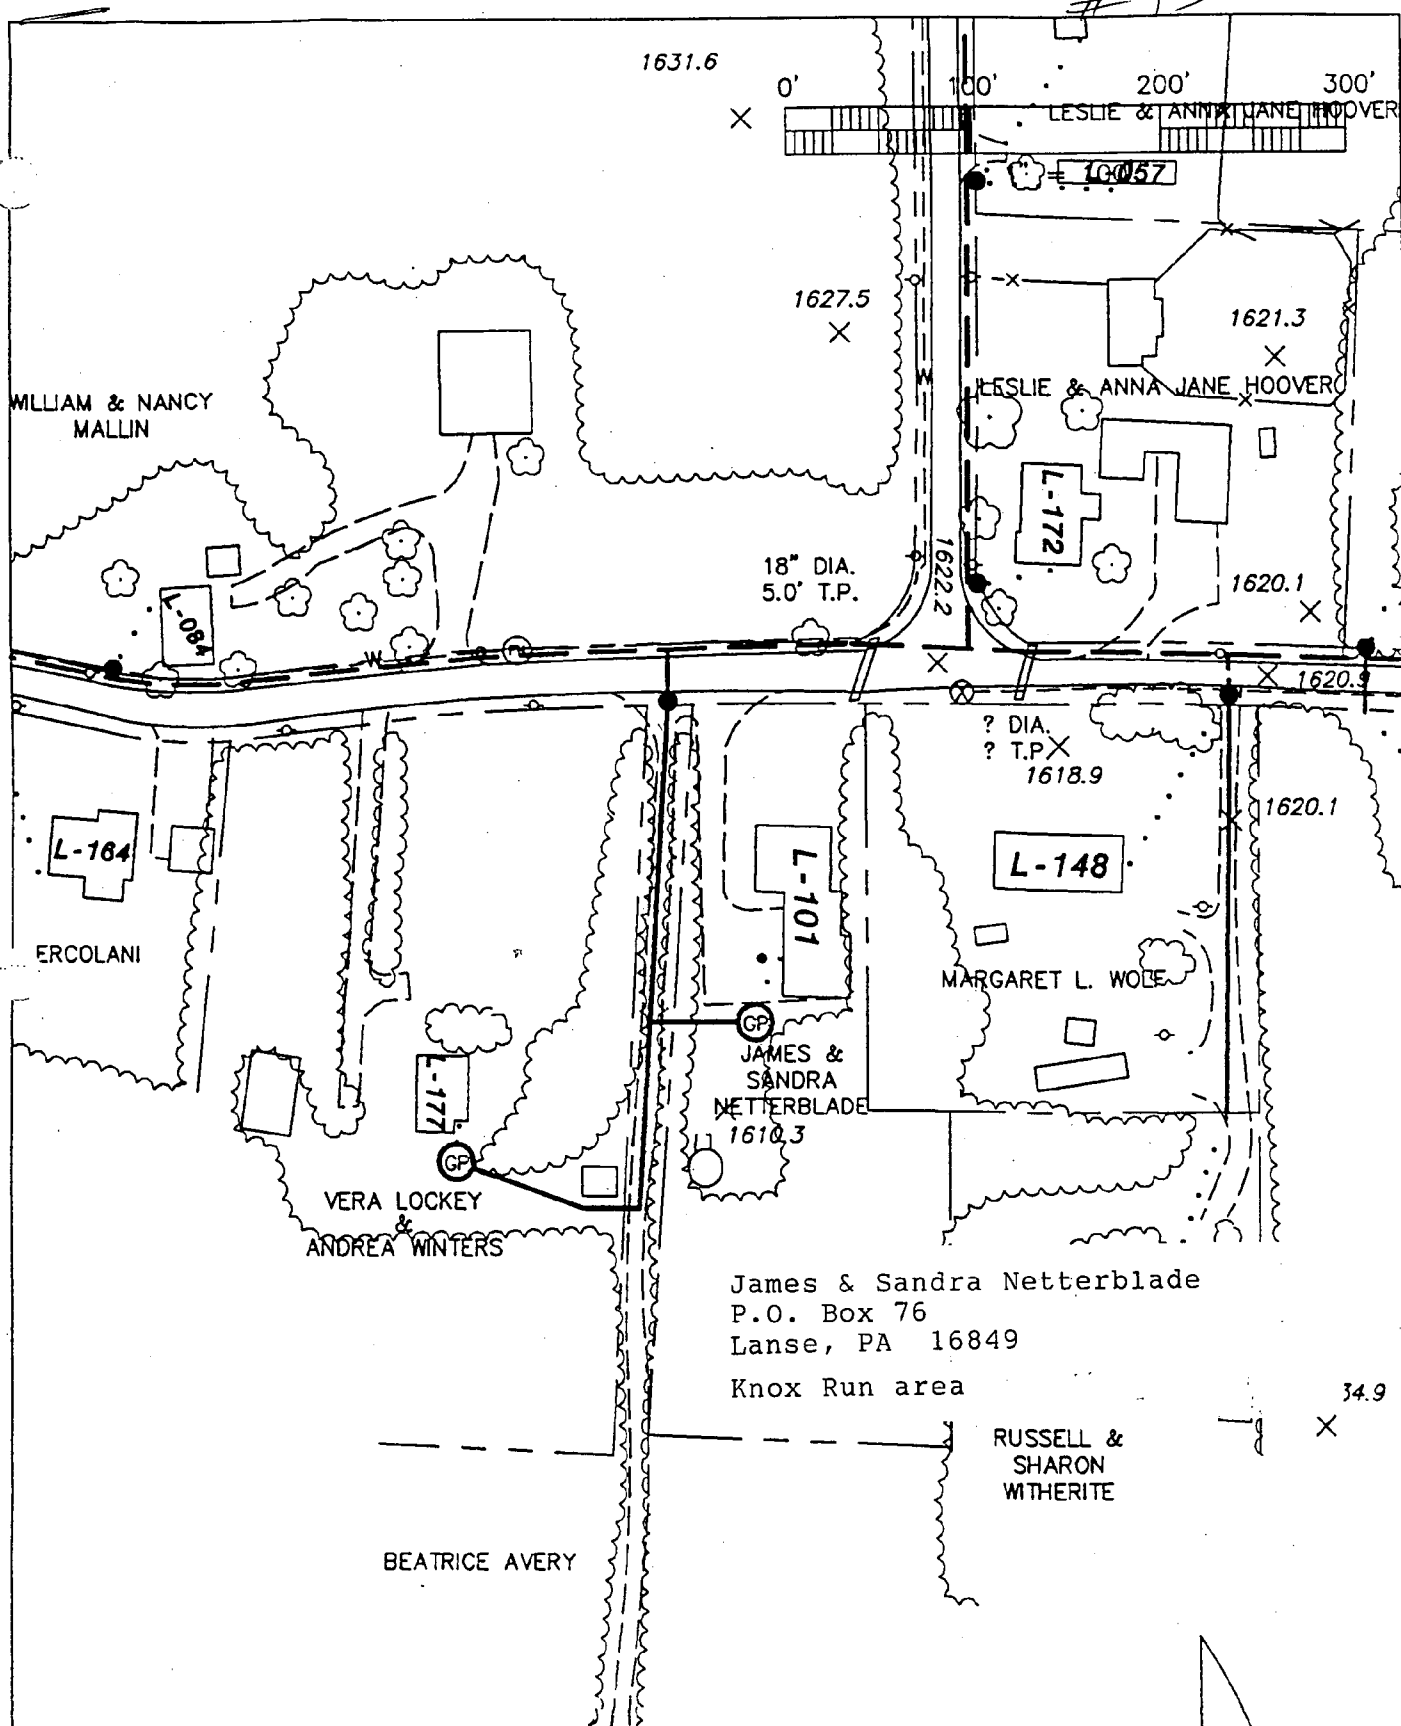 1631.6
0' 100' 200' 300'
LESLIE & ANNA JANE HOOVER
1627.5
1621.3
WILLIAM & NANCY
MALLIN
W
LESLIE & ANNA JANE HOOVER
L-172
18" DIA.
5.0' T.P.
1622.2
1620.1
L-084
W
1620.9
? DIA.
? T.P.
1618.9
1620.1
L-164
L-101
L-148
ERCOLANI
MARGARET L. WOLF
GP
JAMES &
SANDRA
NETTERBLADE
L-177
1610.3
GP
VERA LOCKEY
&
ANDREA WINTERS
James & Sandra Netterblade
P.O. Box 76
Lanse, PA 16849
Knox Run area
34.9
RUSSELL &
SHARON
WITHERITE
BEATRICE AVERY